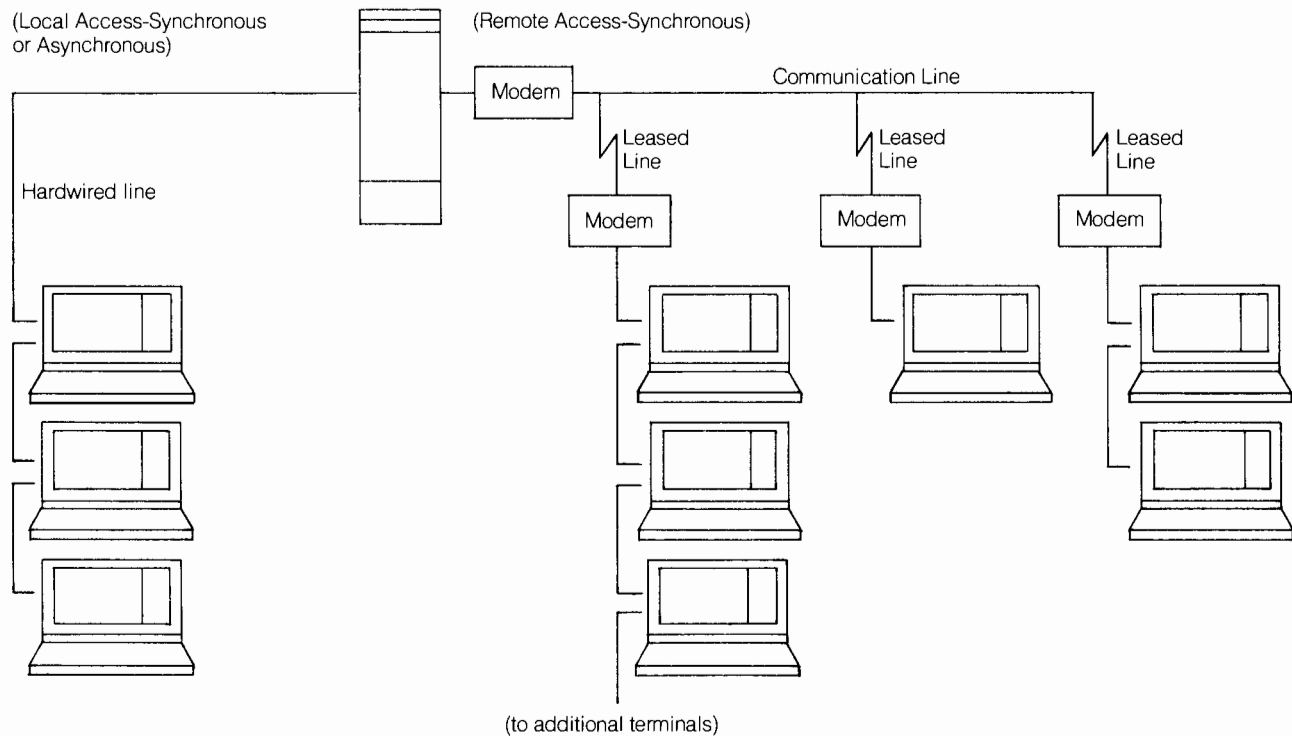 (Local Access-Synchronous
or Asynchronous)
(Remote Access-Synchronous)
Modem
Communication Line
Leased
Line
Leased
Line
Leased
Line
Hardwired line
Modem
Modem
Modem
(to additional terminals)